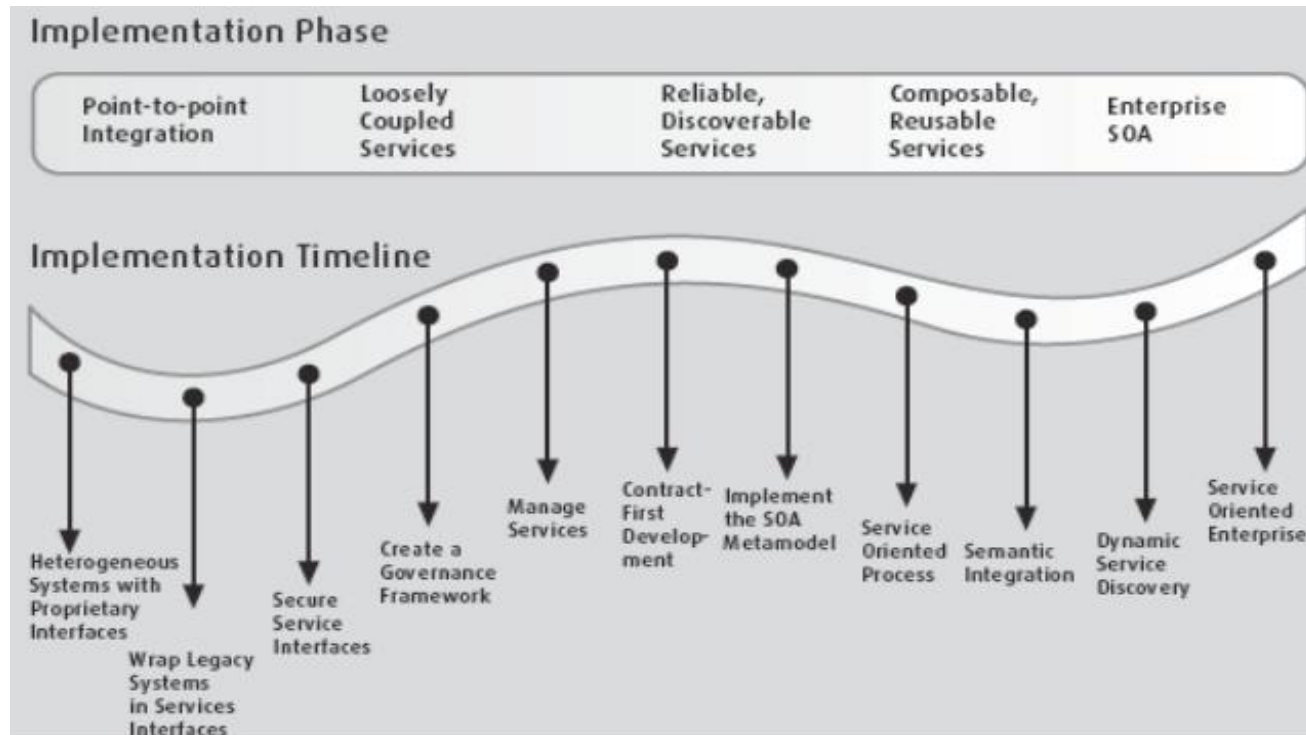 Implementation Phase
Point-to-point
Integration
Loosely
Coupled
Services
Reliable,
Discoverable
Services
Composable,
Reusable
Services
Enterprise
SOA
Implementation Timeline
Heterogeneous
Systems with
Proprietary
Interfaces
Wrap Legacy
Systems
in Services
Interfaces
Secure
Service
Interfaces
Create a
Governance
Framework
Manage
Services
Contract-
First
Develop-
ment
Implement
the SOA
Metamodel
Service
Oriented
Process
Semantic
Integration
Dynamic
Service
Discovery
Service
Oriented
Enterprise